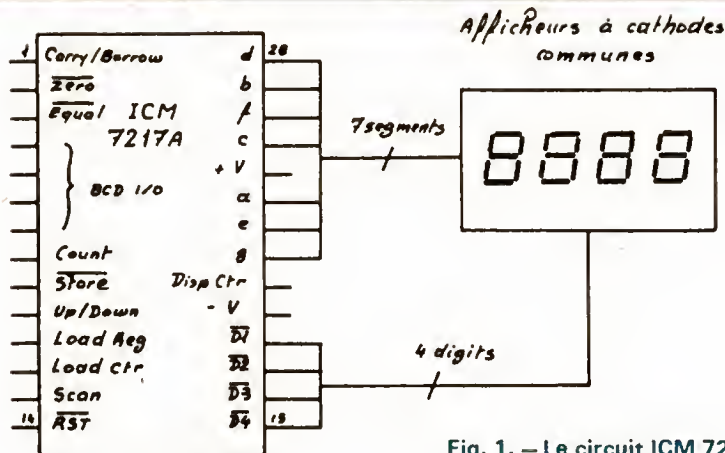 Afficheurs à cathodes
communes
1 Carry/Borrow d 28
Zero b
Equal ICM f
7217A c
+ V
BCD I/O a
e
Count g
Store Disp Ctr
Up/Down - V
Load Reg D1
Load Ctr D2
Scan D3
14 RST D4 15
7 segments
4 digits
Fig. 1. – Le circuit ICM 72